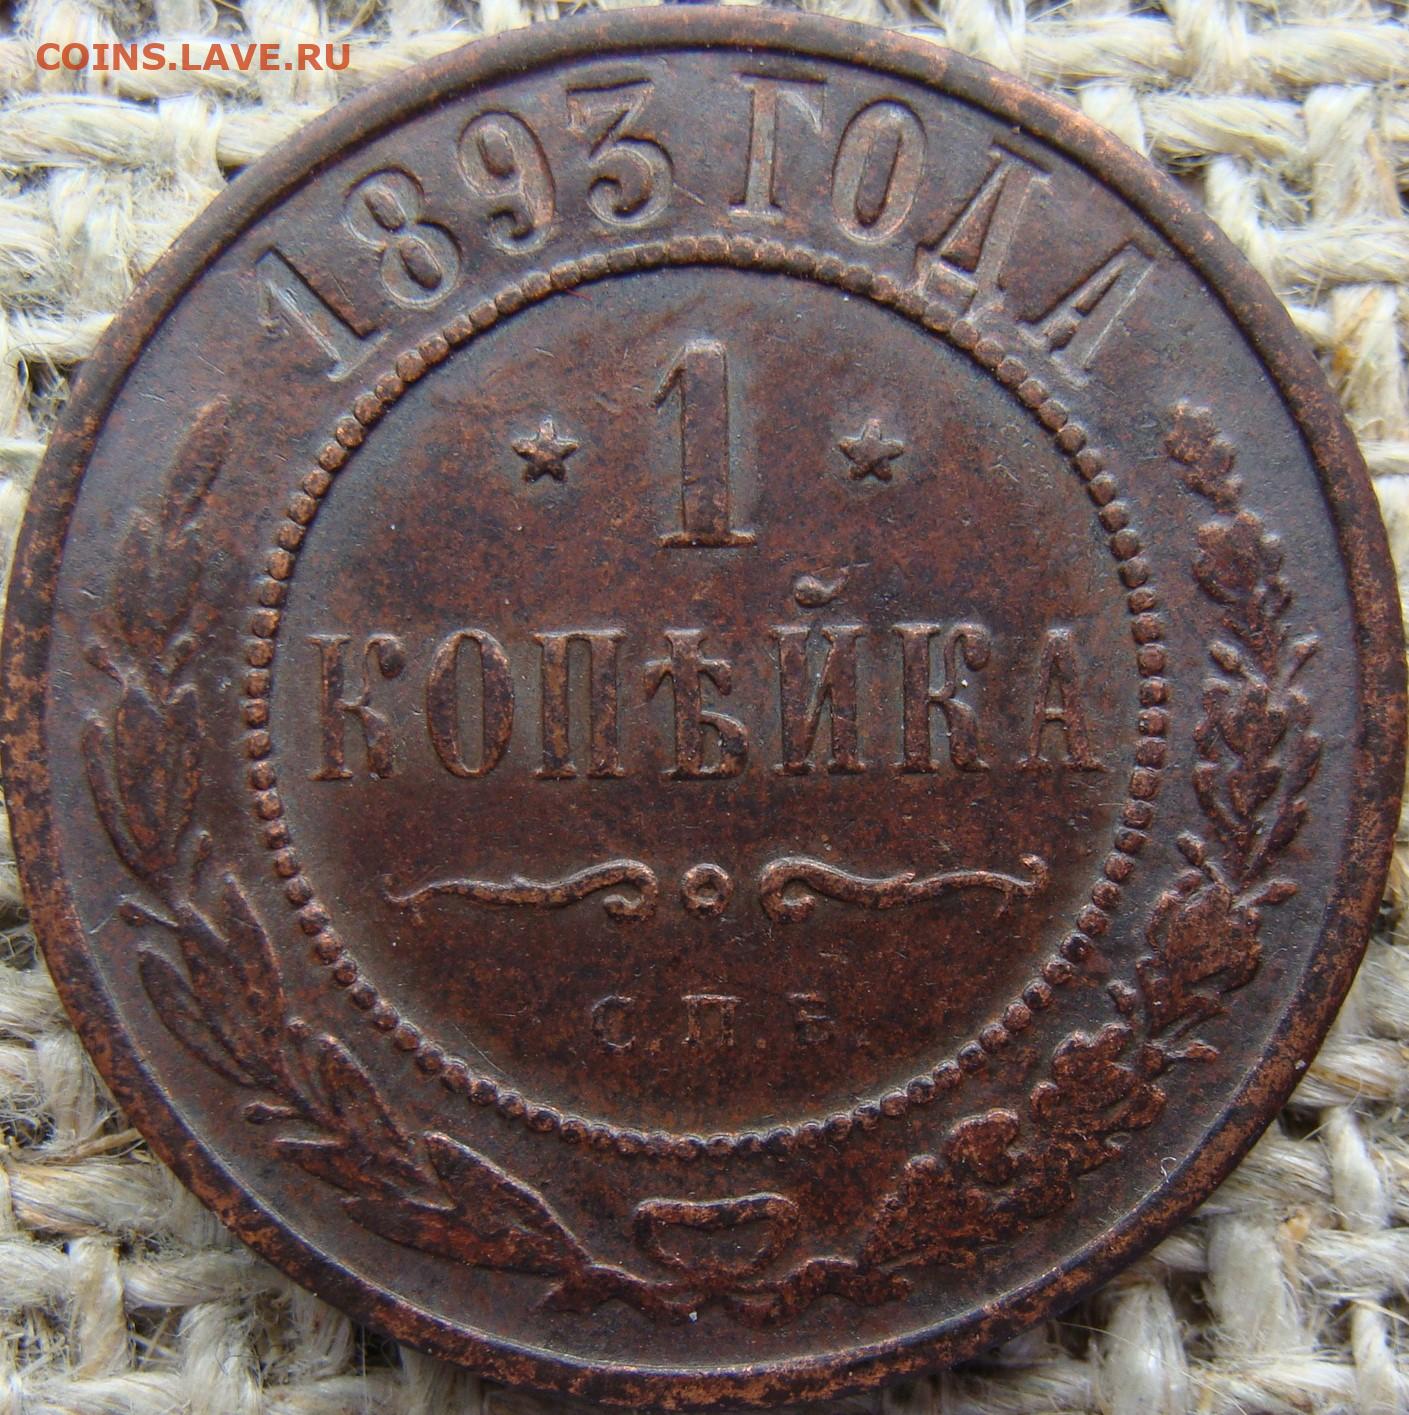 COINS.LAVE.RU
1893 ГОДА
1
КОПѢЙКА
С.П.Б.